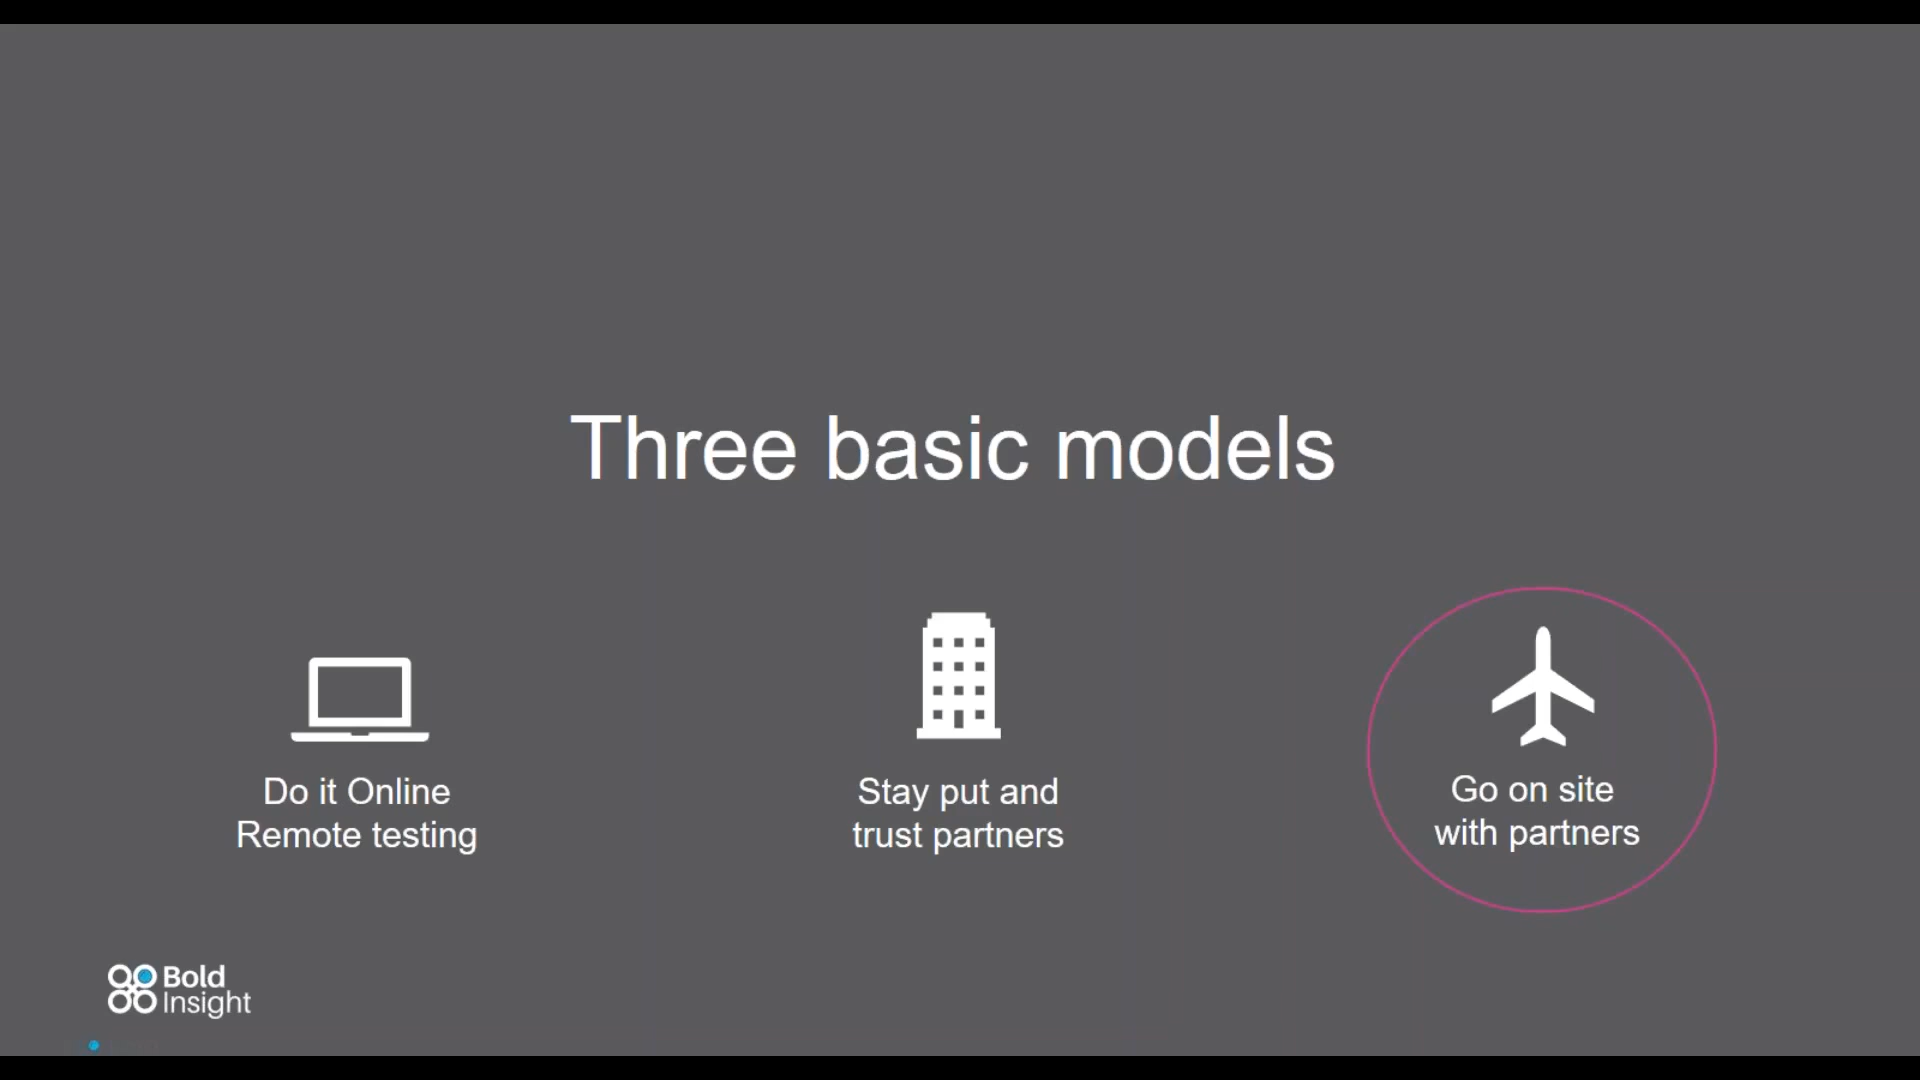 Three basic models
Do it Online
Remote testing
Stay put and
trust partners
Go on site
with partners
Bold
Insight